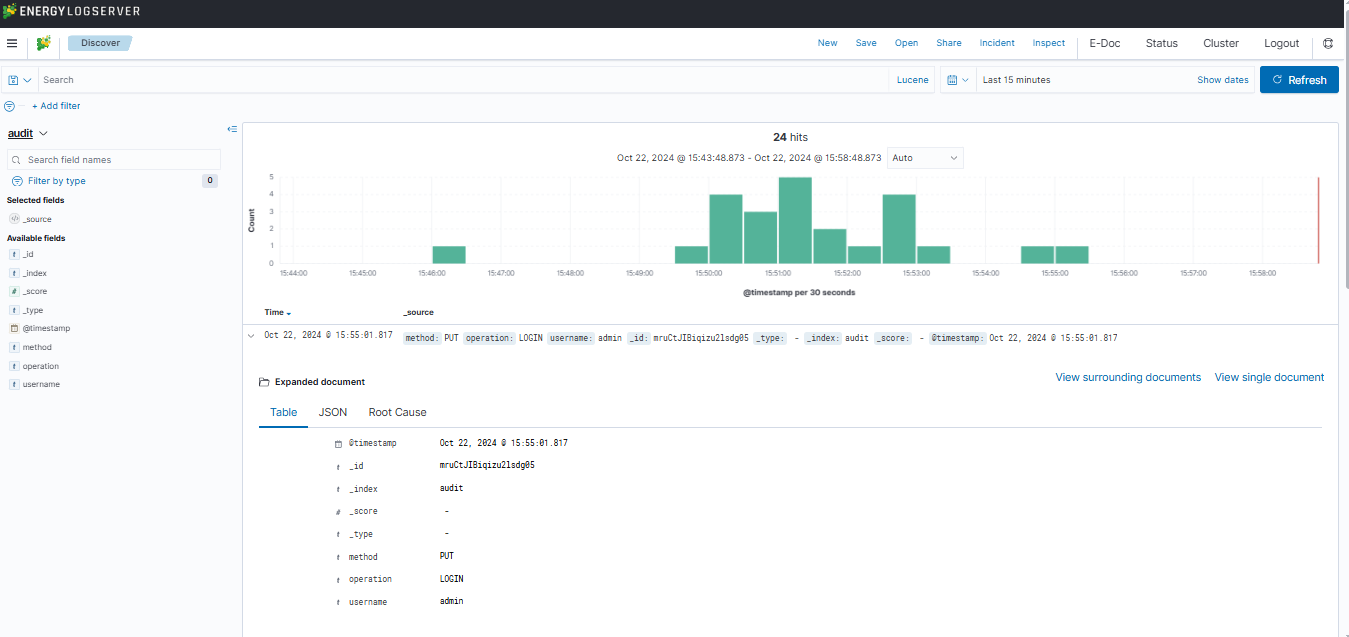 ENERGYLOGSERVER
Discover
New Save Open Share Incident Inspect E-Doc Status Cluster Logout
Search Lucene Last 15 minutes Show dates Refresh
+ Add filter
audit
Search field names
Filter by type 0
Selected fields
</> _source
Available fields
t _id
t _index
# _score
t _type
@timestamp
t method
t operation
t username
24 hits
Oct 22, 2024 @ 15:43:48.873 - Oct 22, 2024 @ 15:58:48.873 Auto
Count
5
4
3
2
1
0
15:44:00 15:45:00 15:46:00 15:47:00 15:48:00 15:49:00 15:50:00 15:51:00 15:52:00 15:53:00 15:54:00 15:55:00 15:56:00 15:57:00 15:58:00
@timestamp per 30 seconds
Time _source
Oct 22, 2024 @ 15:55:01.817 method: PUT operation: LOGIN username: admin _id: mruCtJIBiqizu2lsdg05 _type: - _index: audit _score: - @timestamp: Oct 22, 2024 @ 15:55:01.817
Expanded document View surrounding documents View single document
Table JSON Root Cause
@timestamp Oct 22, 2024 @ 15:55:01.817
t _id mruCtJIBiqizu2lsdg05
t _index audit
# _score -
t _type -
t method PUT
t operation LOGIN
t username admin